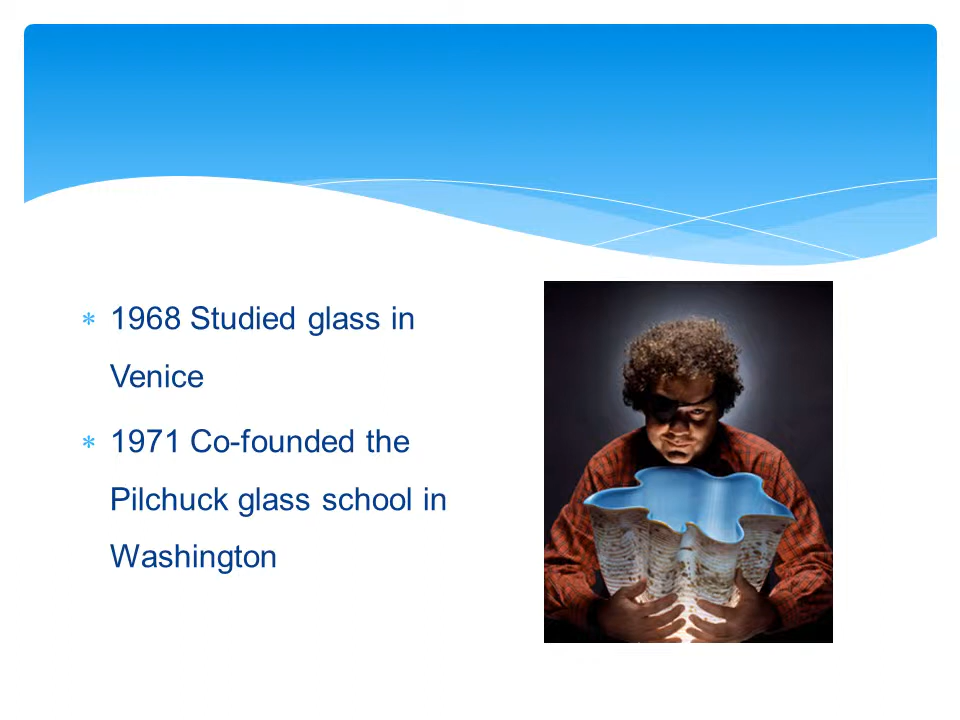 * 1968 Studied glass in
Venice
* 1971 Co-founded the
Pilchuck glass school in
Washington